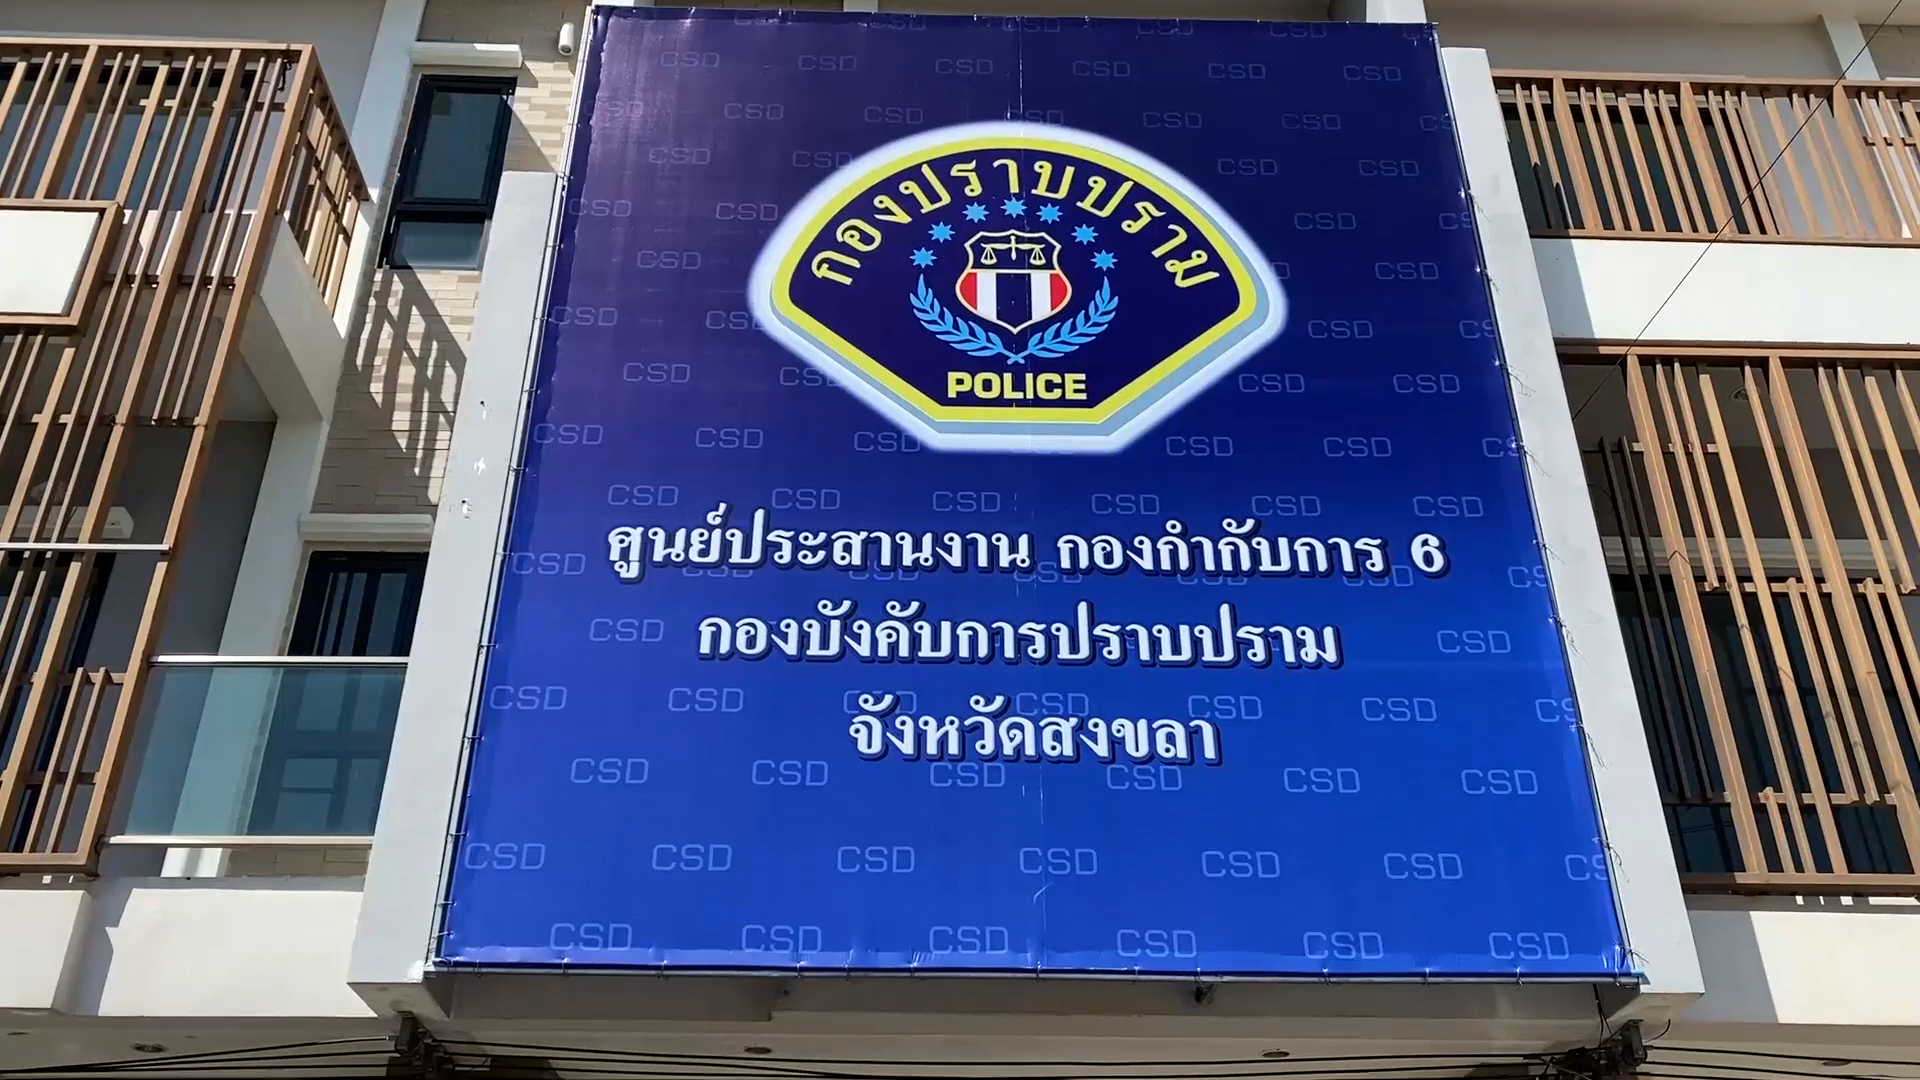 กองปราบปราม
POLICE
ศูนย์ประสานงาน กองกำกับการ 6
กองบังคับการปราบปราม
จังหวัดสงขลา
CSD